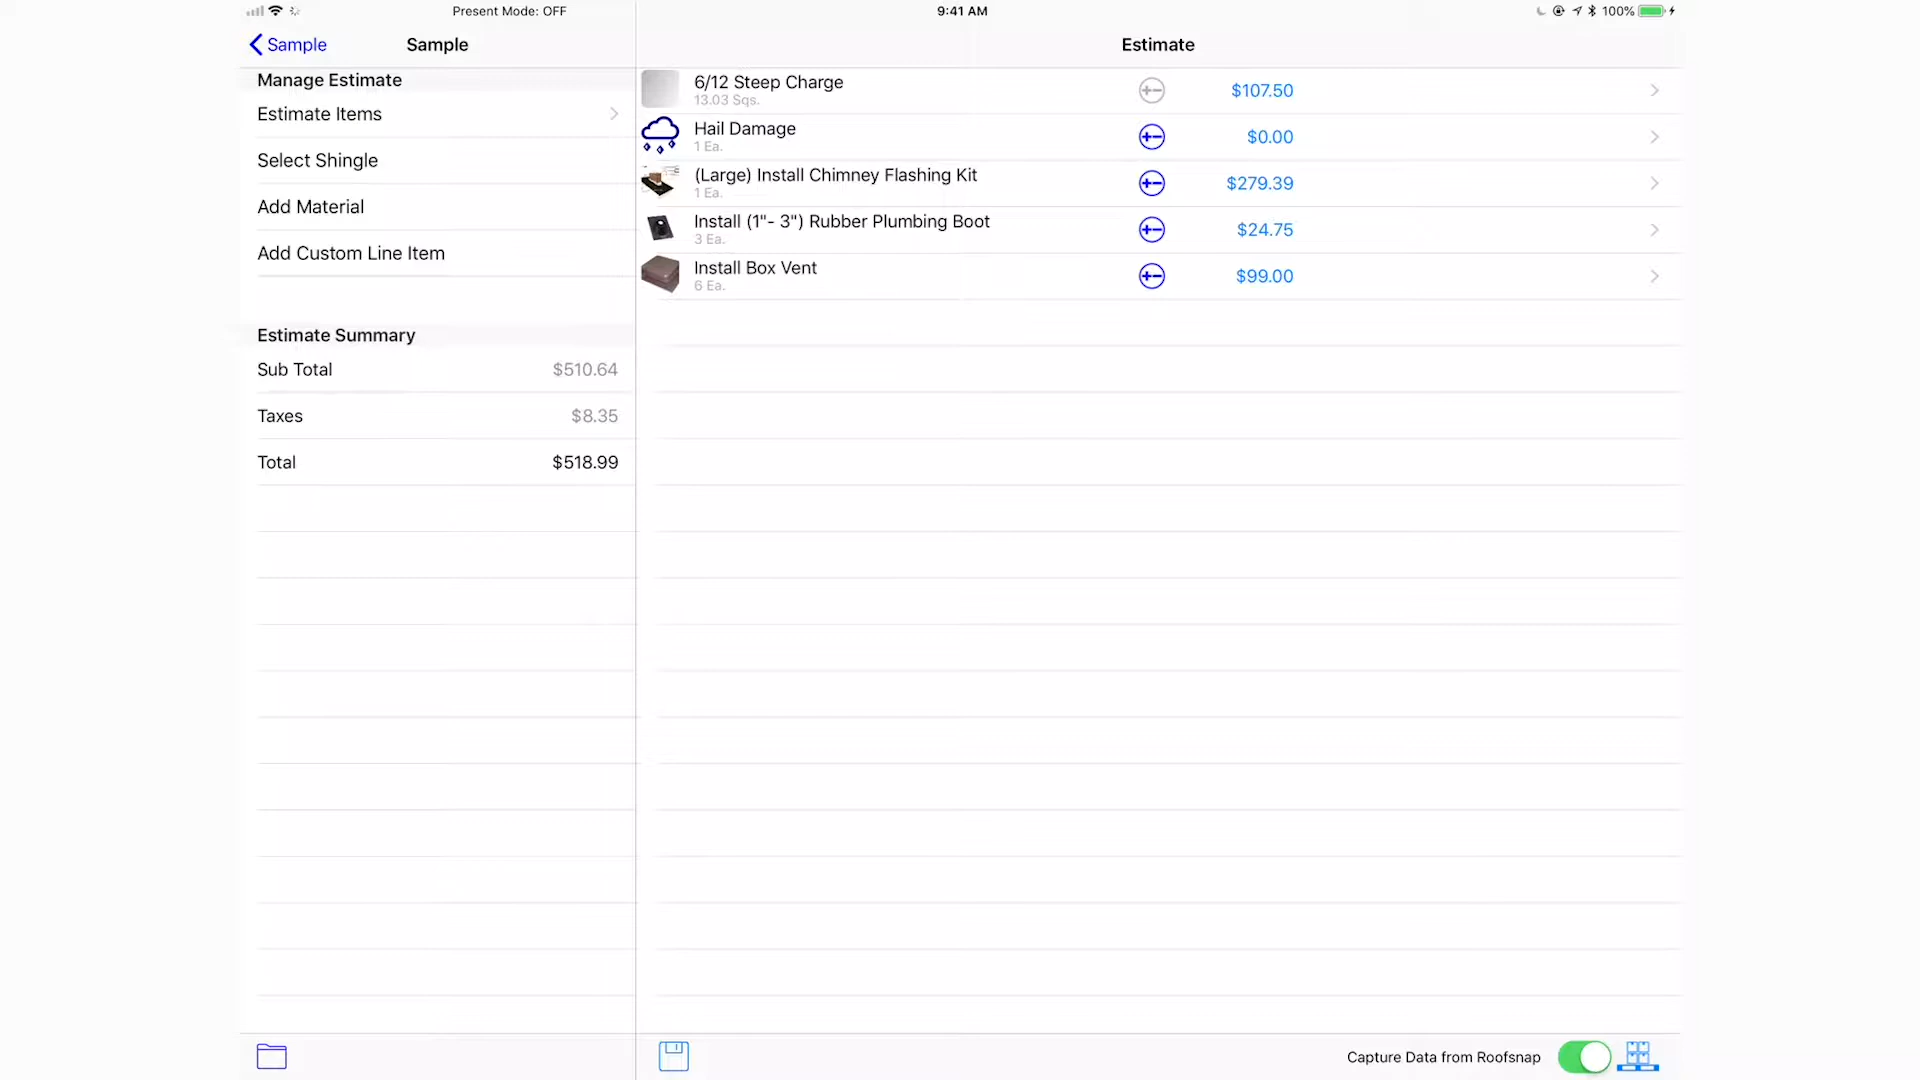 Present Mode: OFF
9:41 AM
100%
Sample
Sample
Estimate
Manage Estimate
Estimate Items
Select Shingle
Add Material
Add Custom Line Item
Estimate Summary
Sub Total $510.64
Taxes $8.35
Total $518.99
6/12 Steep Charge
13.03 Sqs.
$107.50
Hail Damage
1 Ea.
$0.00
(Large) Install Chimney Flashing Kit
1 Ea.
$279.39
Install (1"- 3") Rubber Plumbing Boot
3 Ea.
$24.75
Install Box Vent
6 Ea.
$99.00
Capture Data from Roofsnap